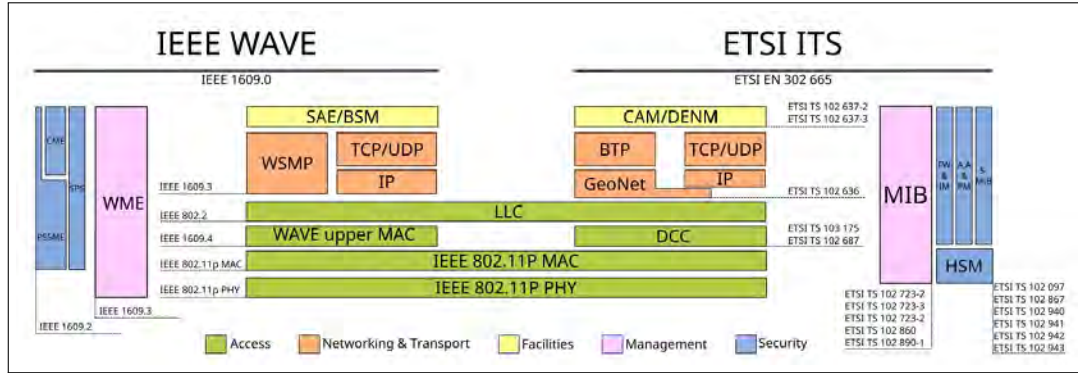 IEEE WAVE
IEEE 1609.0
ETSI ITS
ETSI EN 302 665
CME
PSSME
SPS
WME
SAE/BSM
WSMP
TCP/UDP
IP
CAM/DENM
BTP
TCP/UDP
GeoNet
IP
LLC
WAVE upper MAC
DCC
IEEE 802.11P MAC
IEEE 802.11P PHY
IEEE 1609.3
IEEE 802.2
IEEE 1609.4
IEEE 802.11p MAC
IEEE 802.11p PHY
IEEE 1609.3
IEEE 1609.2
ETSI TS 102 637-2
ETSI TS 102 637-3
ETSI TS 102 636
ETSI TS 103 175
ETSI TS 102 687
MIB
FW
&
IM
A,A
&
PM
S-
MIB
HSM
ETSI TS 102 723-2
ETSI TS 102 723-3
ETSI TS 102 723-2
ETSI TS 102 860
ETSI TS 102 890-1
ETSI TS 102 097
ETSI TS 102 867
ETSI TS 102 940
ETSI TS 102 941
ETSI TS 102 942
ETSI TS 102 943
Access
Networking & Transport
Facilities
Management
Security